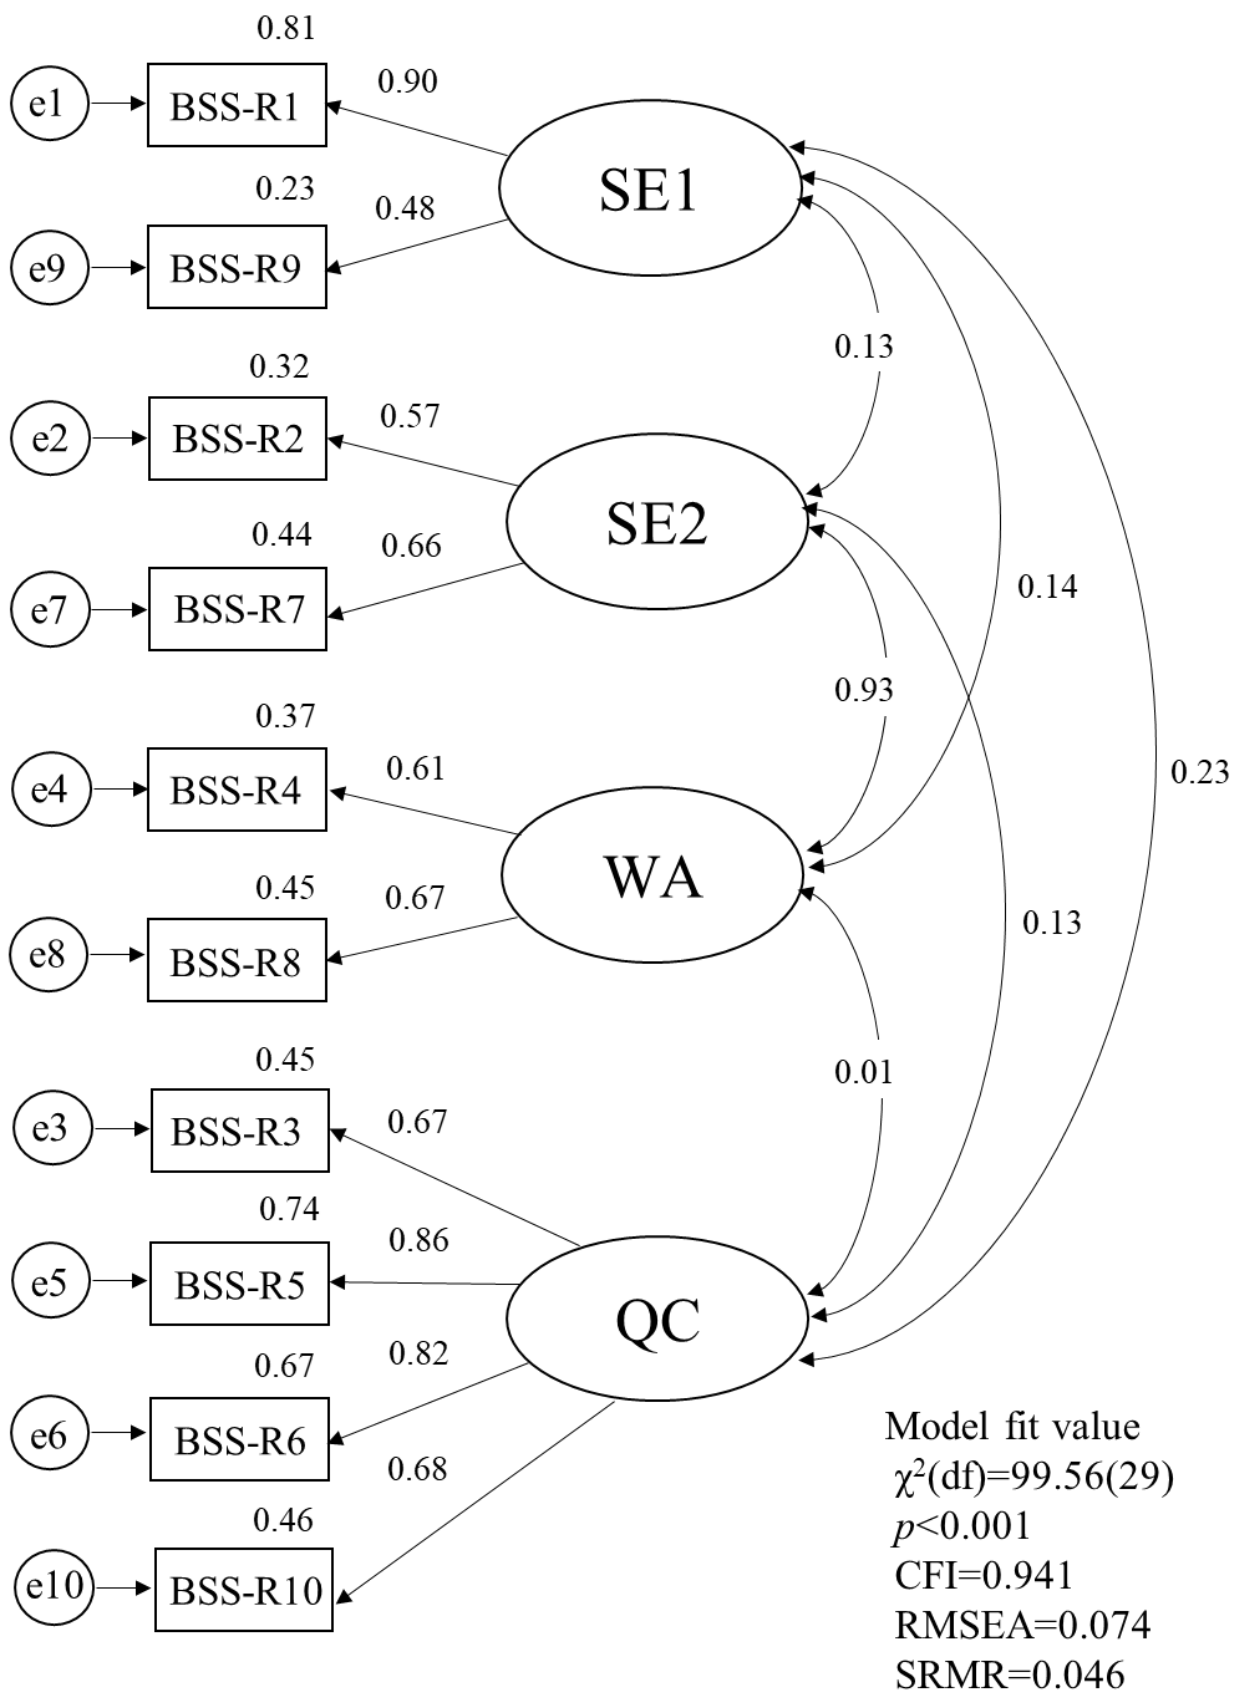 0.81
e1
BSS-R1
0.90
SE1
0.23
e9
BSS-R9
0.48
0.13
0.32
e2
BSS-R2
0.57
SE2
0.44
e7
BSS-R7
0.66
0.14
0.93
0.37
e4
BSS-R4
0.61
WA
0.23
0.45
e8
BSS-R8
0.67
0.13
0.45
e3
BSS-R3
0.67
0.01
0.74
e5
BSS-R5
0.86
QC
0.67
e6
BSS-R6
0.82
0.46
e10
BSS-R10
0.68
Model fit value
χ²(df)=99.56(29)
p<0.001
CFI=0.941
RMSEA=0.074
SRMR=0.046